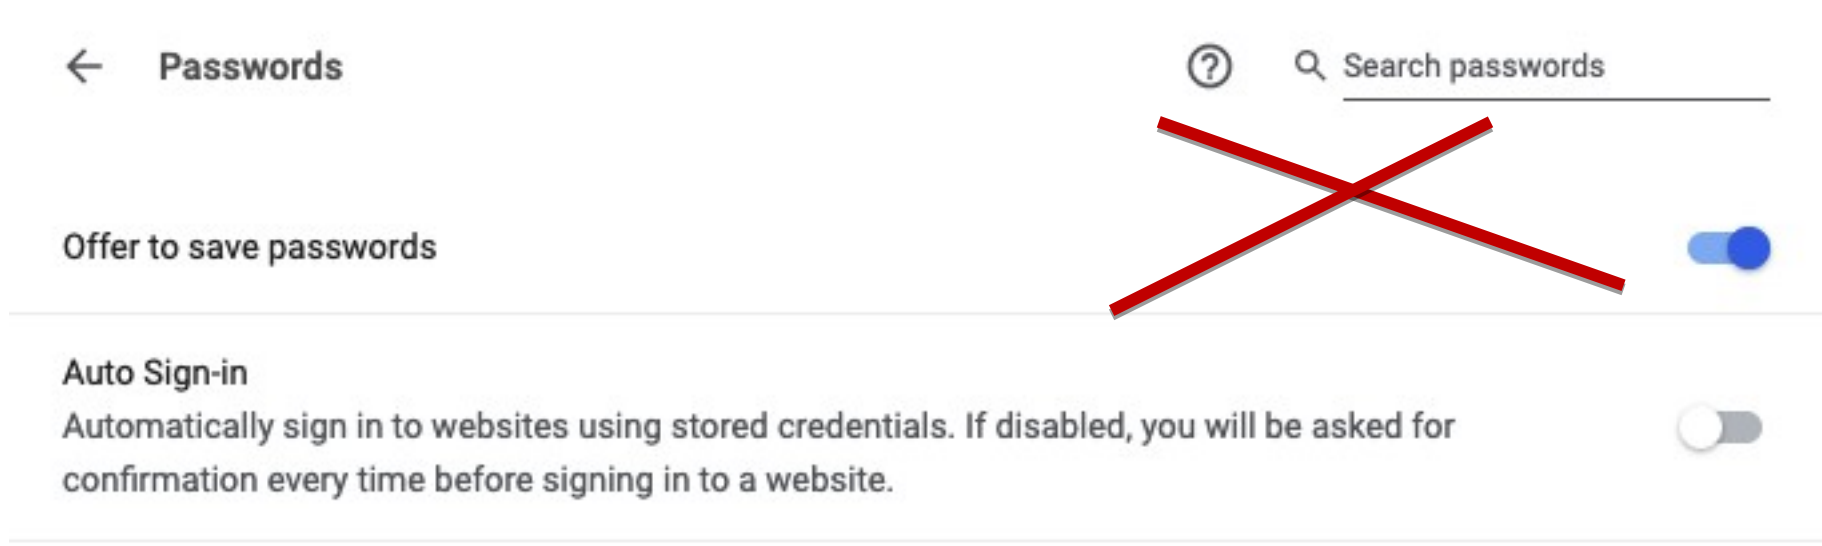 Passwords
Search passwords
Offer to save passwords
Auto Sign-in
Automatically sign in to websites using stored credentials. If disabled, you will be asked for
confirmation every time before signing in to a website.